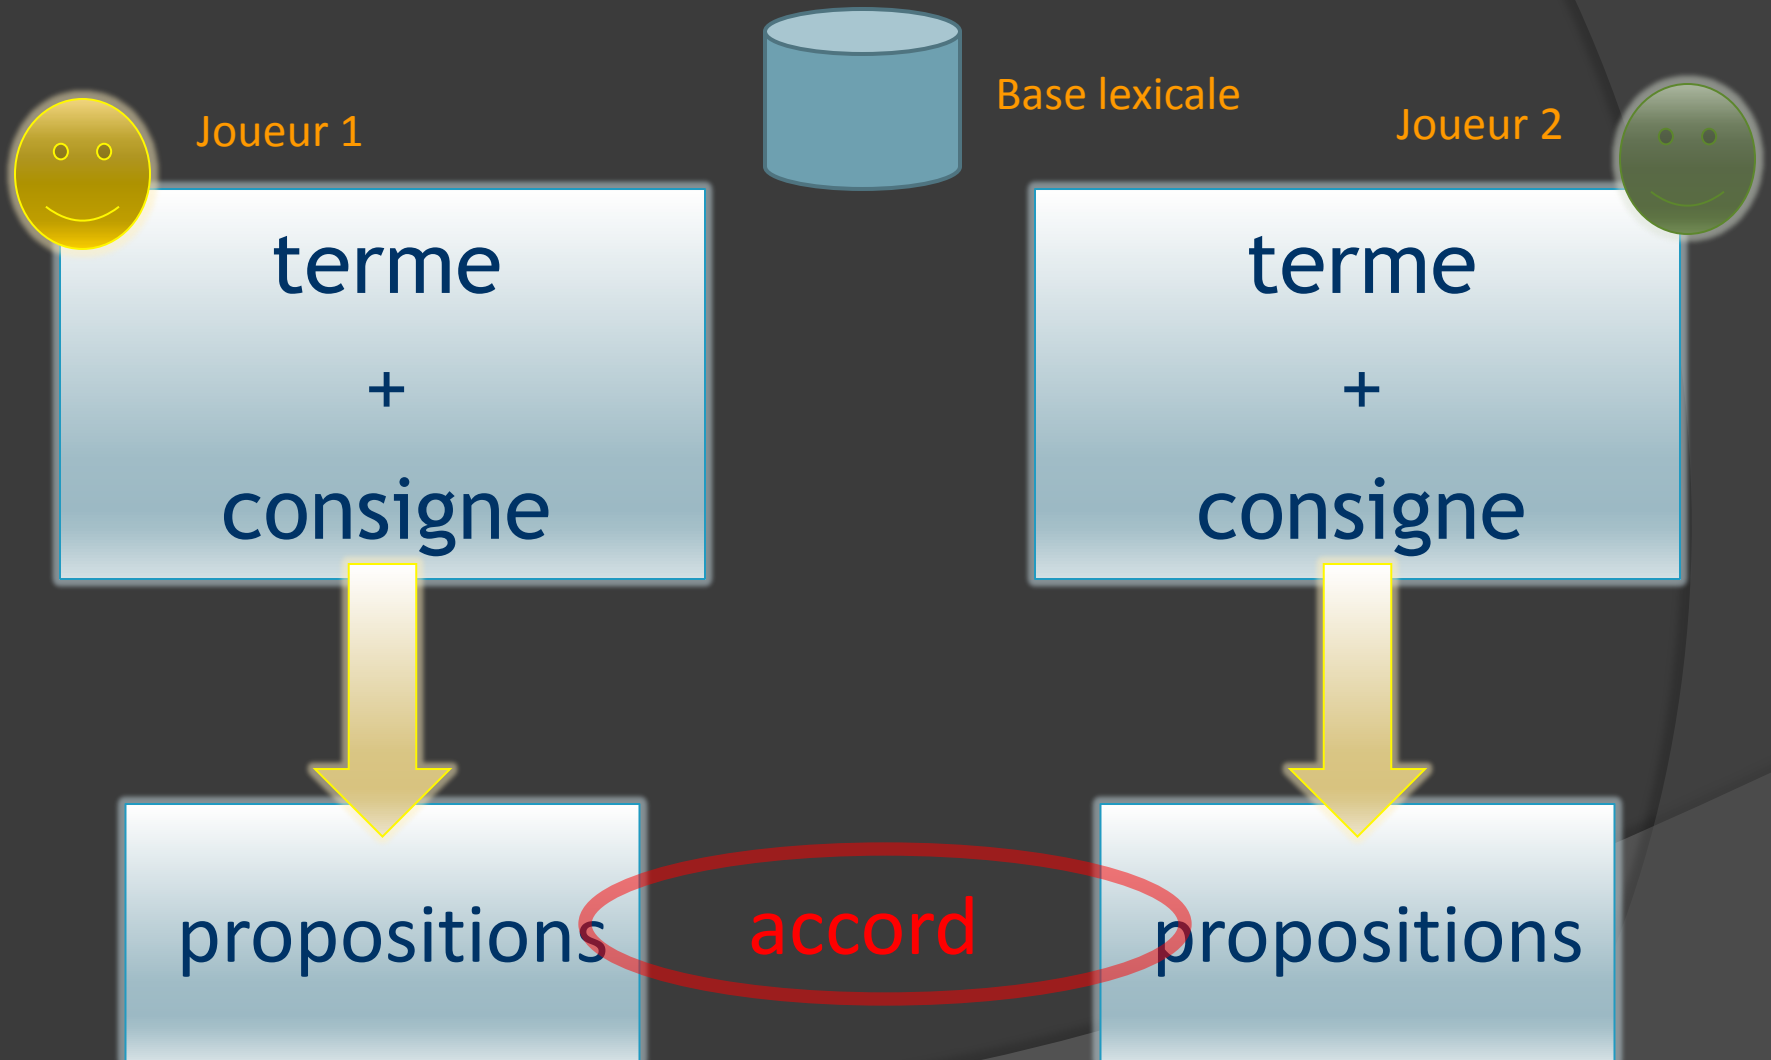 Base lexicale
Joueur 1
Joueur 2
terme
+
consigne
terme
+
consigne
propositions
accord
propositions